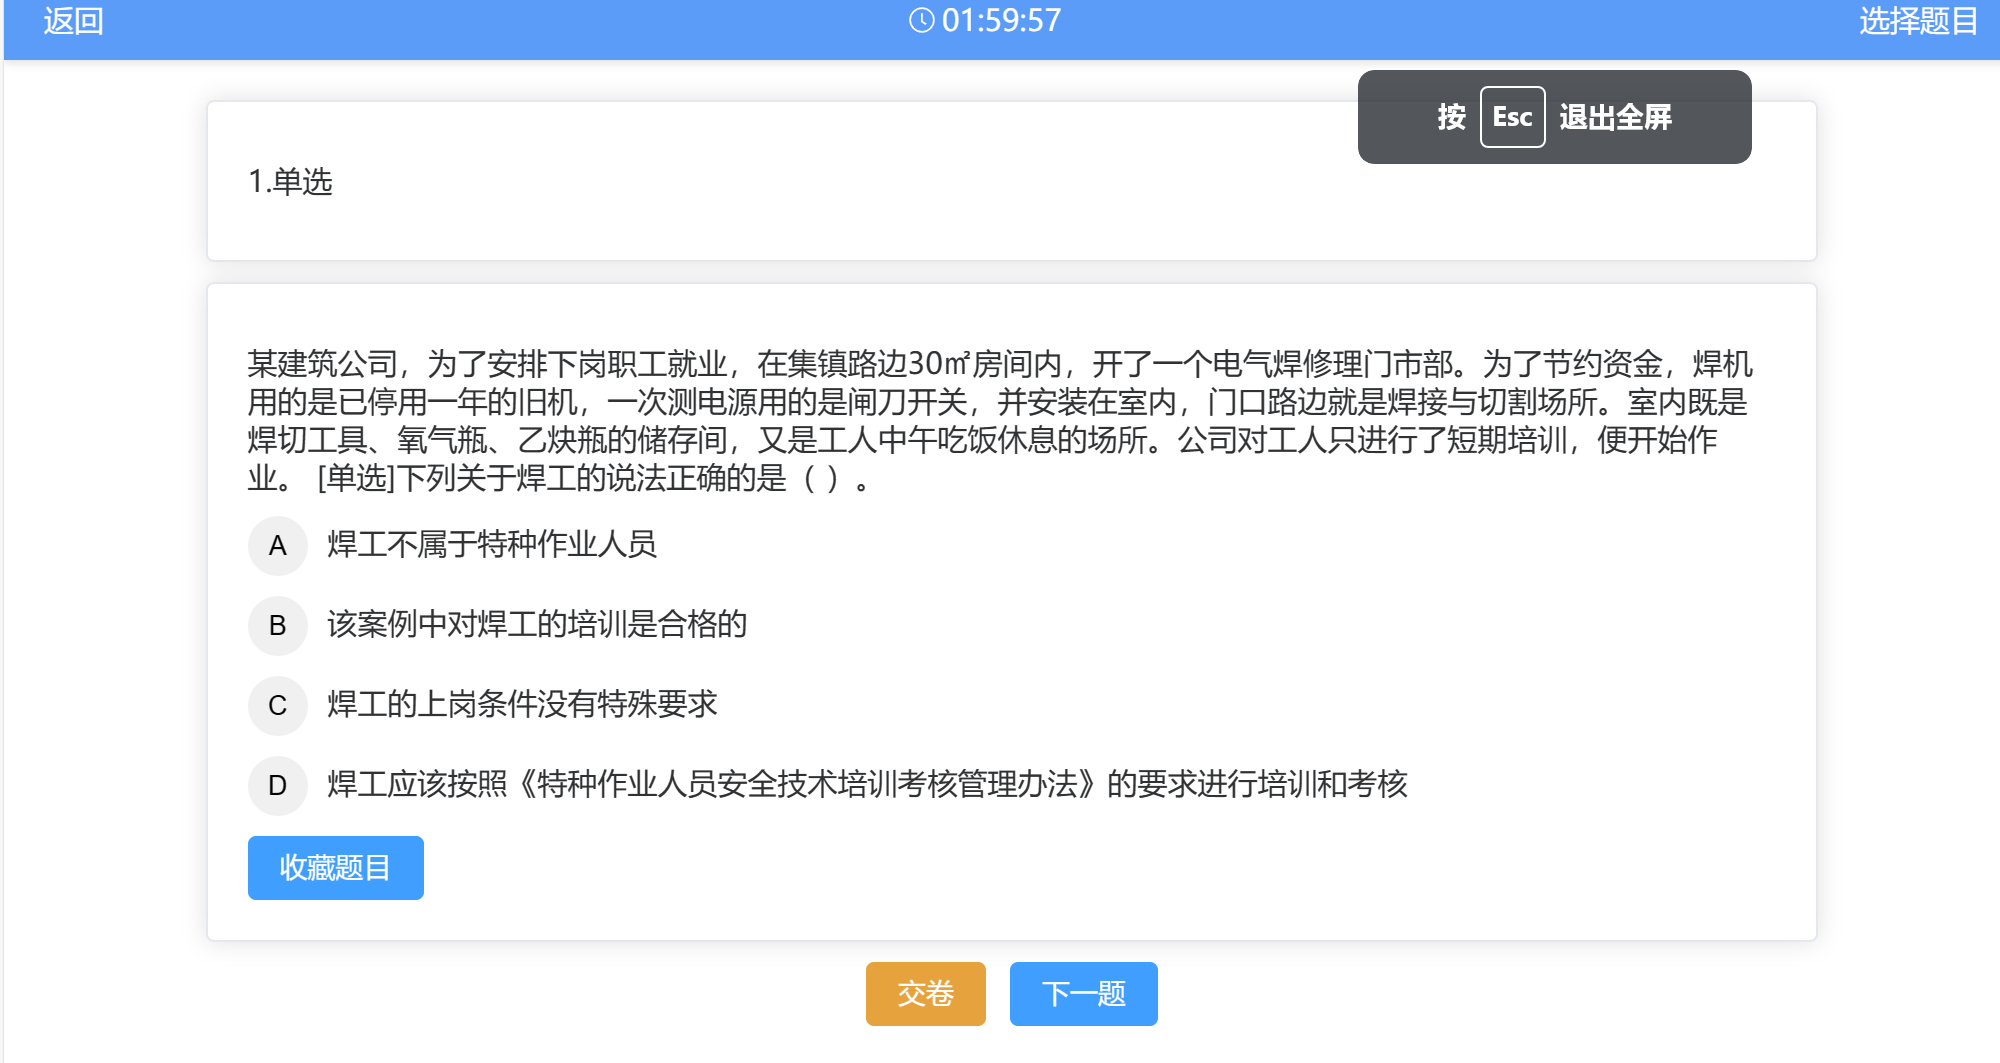 返回
01:59:57
选择题目
按 Esc 退出全屏
1.单选
某建筑公司，为了安排下岗职工就业，在集镇路边30㎡房间内，开了一个电气焊修理门市部。为了节约资金，焊机
用的是已停用一年的旧机，一次测电源用的是闸刀开关，并安装在室内，门口路边就是焊接与切割场所。室内既是
焊切工具、氧气瓶、乙炔瓶的储存间，又是工人中午吃饭休息的场所。公司对工人只进行了短期培训，便开始作
业。 [单选]下列关于焊工的说法正确的是（ ）。
A 焊工不属于特种作业人员
B 该案例中对焊工的培训是合格的
C 焊工的上岗条件没有特殊要求
D 焊工应该按照《特种作业人员安全技术培训考核管理办法》的要求进行培训和考核
收藏题目
交卷
下一题